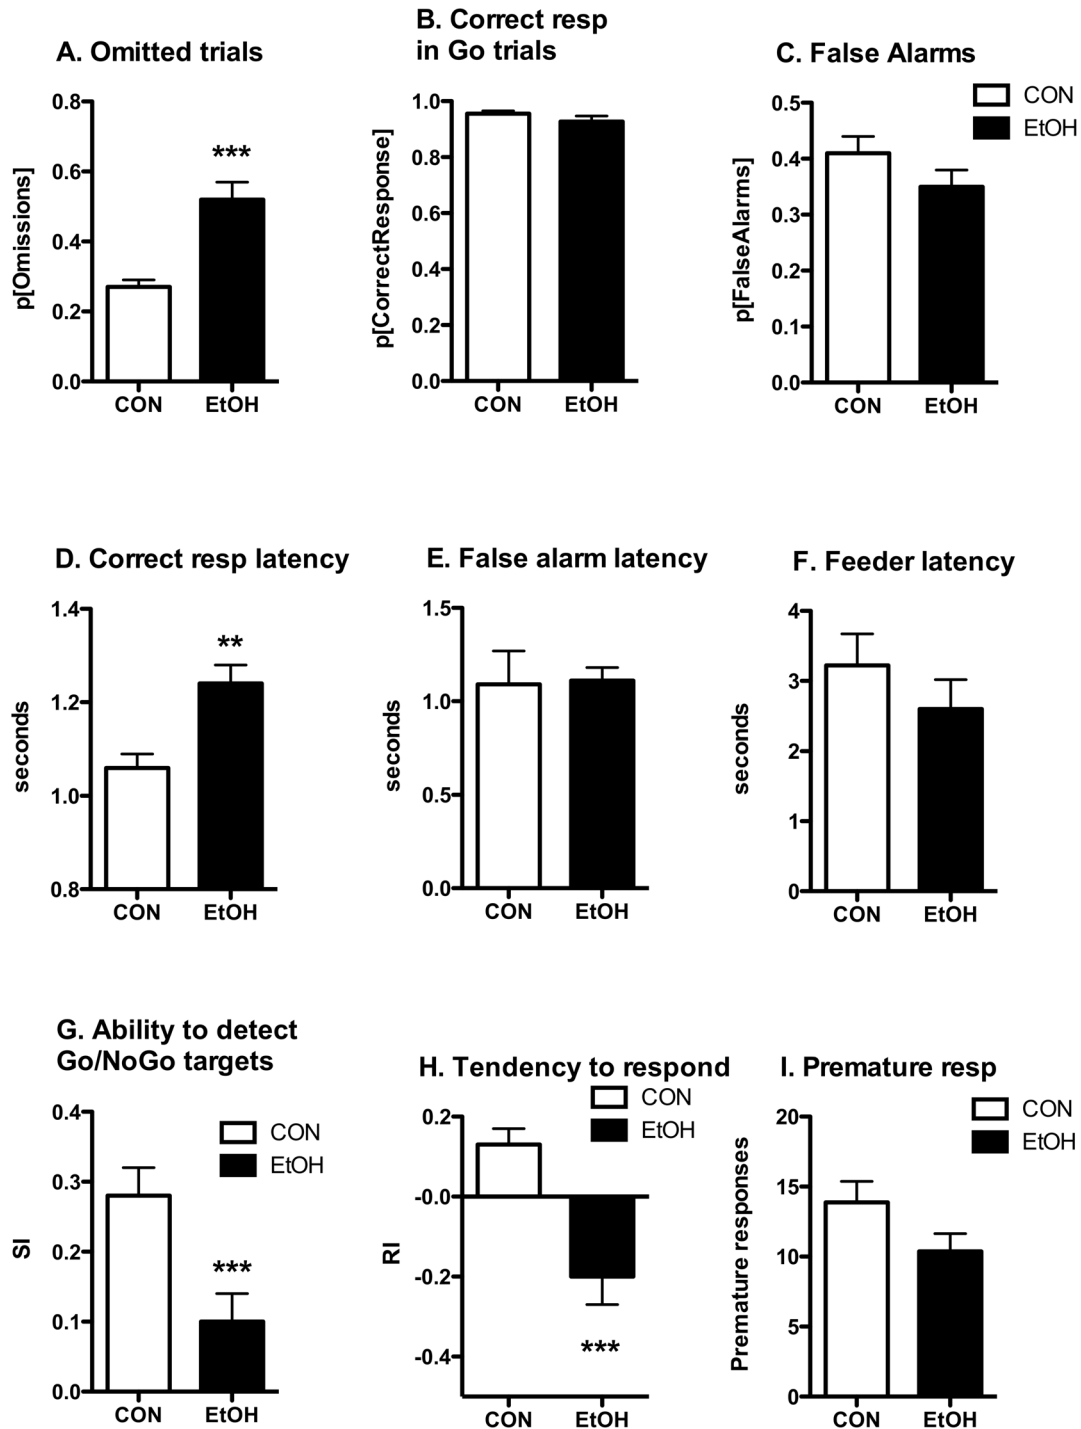 A. Omitted trials
p[Omissions]
0.8
0.6
0.4
0.2
0.0
***
CON
EtOH
B. Correct resp
in Go trials
p[CorrectResponse]
1.0
0.8
0.6
0.4
0.2
0.0
CON
EtOH
C. False Alarms
CON
EtOH
p[FalseAlarms]
0.5
0.4
0.3
0.2
0.1
0.0
CON
EtOH
D. Correct resp latency
seconds
1.4
1.2
1.0
0.8
**
CON
EtOH
E. False alarm latency
seconds
1.5
1.0
0.5
0.0
CON
EtOH
F. Feeder latency
seconds
4
3
2
1
0
CON
EtOH
G. Ability to detect
Go/NoGo targets
CON
EtOH
SI
0.4
0.3
0.2
0.1
0.0
***
CON
EtOH
H. Tendency to respond
CON
EtOH
RI
0.2
-0.0
-0.2
-0.4
***
CON
EtOH
I. Premature resp
CON
EtOH
Premature responses
20
15
10
5
0
CON
EtOH